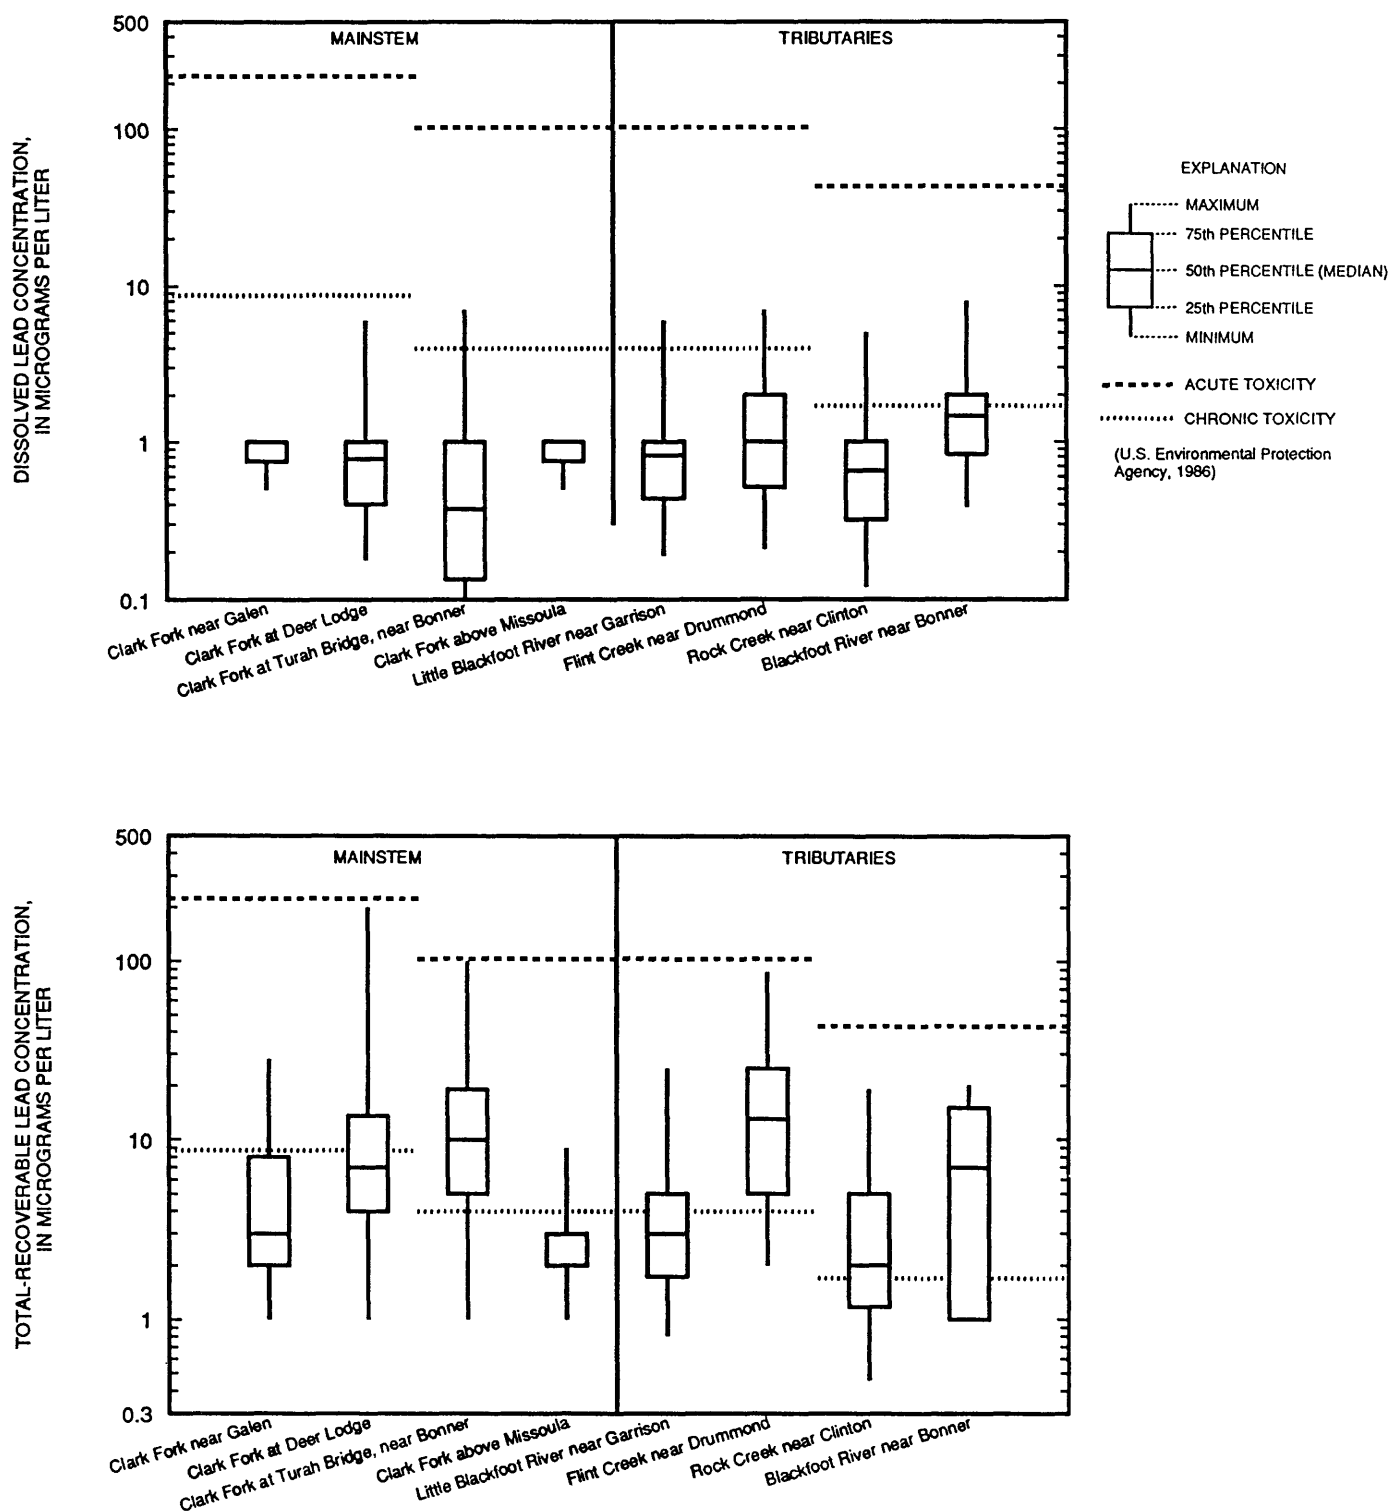 DISSOLVED LEAD CONCENTRATION,
IN MICROGRAMS PER LITER
500
100
10
1
0.1
MAINSTEM
TRIBUTARIES
Clark Fork near Galen
Clark Fork at Deer Lodge
Clark Fork at Turah Bridge, near Bonner
Clark Fork above Missoula
Little Blackfoot River near Garrison
Flint Creek near Drummond
Rock Creek near Clinton
Blackfoot River near Bonner
EXPLANATION
MAXIMUM
75th PERCENTILE
50th PERCENTILE (MEDIAN)
25th PERCENTILE
MINIMUM
ACUTE TOXICITY
CHRONIC TOXICITY
(U.S. Environmental Protection
Agency, 1986)
TOTAL-RECOVERABLE LEAD CONCENTRATION,
IN MICROGRAMS PER LITER
500
100
10
1
0.3
MAINSTEM
TRIBUTARIES
Clark Fork near Galen
Clark Fork at Deer Lodge
Clark Fork at Turah Bridge, near Bonner
Clark Fork above Missoula
Little Blackfoot River near Garrison
Flint Creek near Drummond
Rock Creek near Clinton
Blackfoot River near Bonner